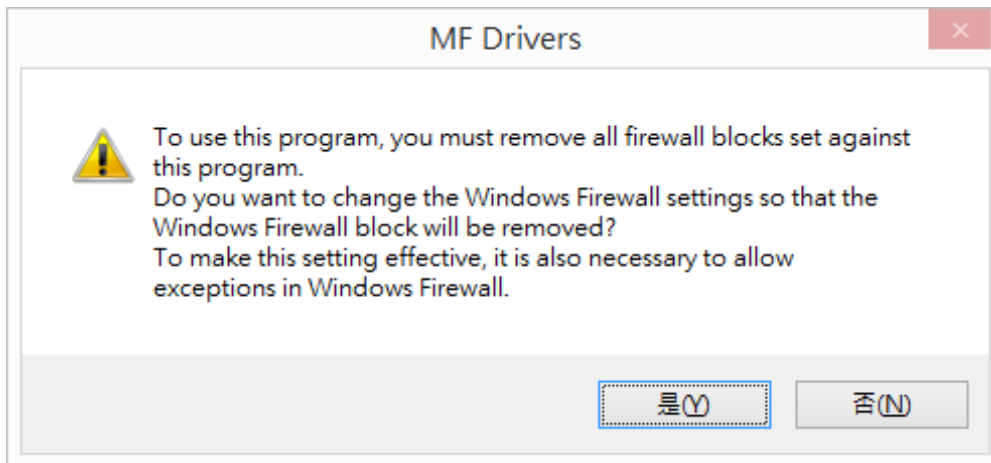 MF Drivers
To use this program, you must remove all firewall blocks set against
this program.
Do you want to change the Windows Firewall settings so that the
Windows Firewall block will be removed?
To make this setting effective, it is also necessary to allow
exceptions in Windows Firewall.
是(Y) 否(N)